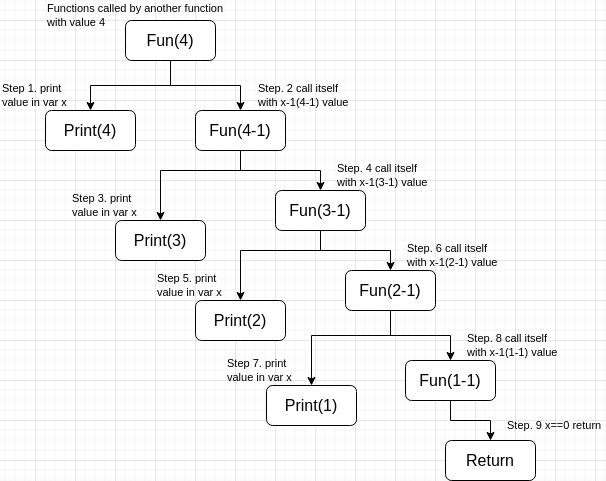 Functions called by another function
with value 4
Fun(4)
Step 1. print
value in var x
Step. 2 call itself
with x-1(4-1) value
Print(4)
Fun(4-1)
Step. 4 call itself
with x-1(3-1) value
Step 3. print
value in var x
Fun(3-1)
Print(3)
Step. 6 call itself
with x-1(2-1) value
Step 5. print
value in var x
Fun(2-1)
Print(2)
Step. 8 call itself
with x-1(1-1) value
Step 7. print
value in var x
Fun(1-1)
Print(1)
Step. 9 x==0 return
Return